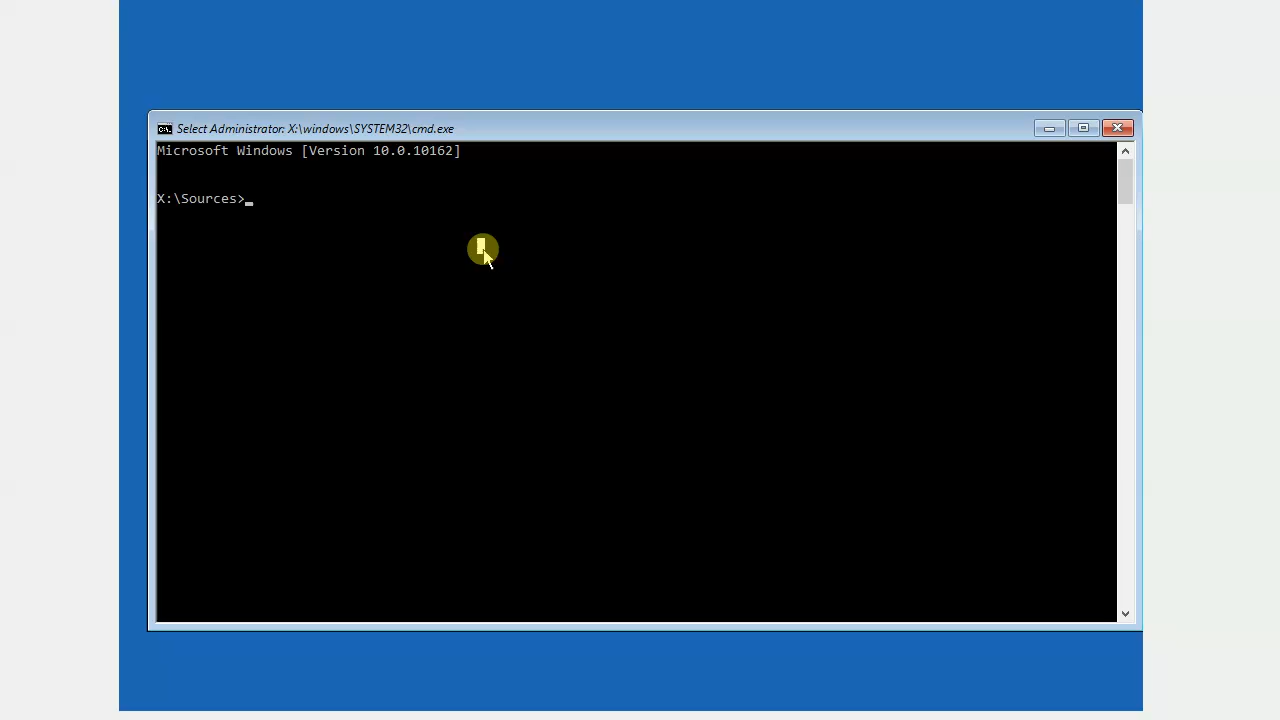 Select Administrator: X:\windows\SYSTEM32\cmd.exe
Microsoft Windows [Version 10.0.10162]
X:\Sources>